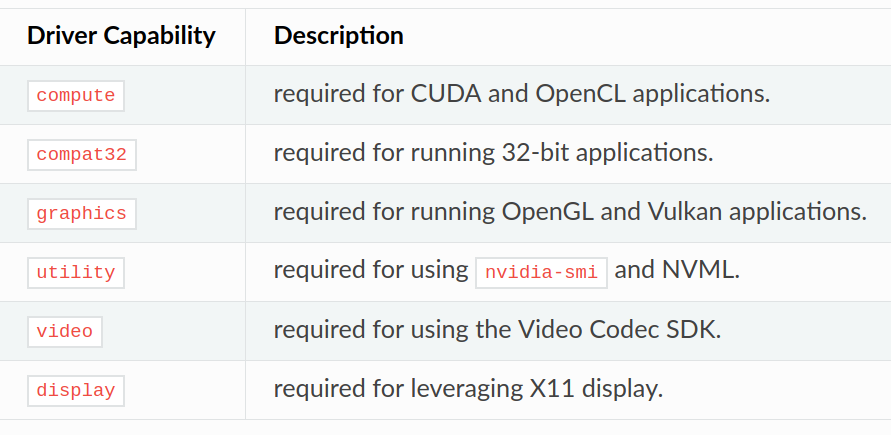 Driver Capability Description
compute required for CUDA and OpenCL applications.
compat32 required for running 32-bit applications.
graphics required for running OpenGL and Vulkan applications.
utility required for using nvidia-smi and NVML.
video required for using the Video Codec SDK.
display required for leveraging X11 display.